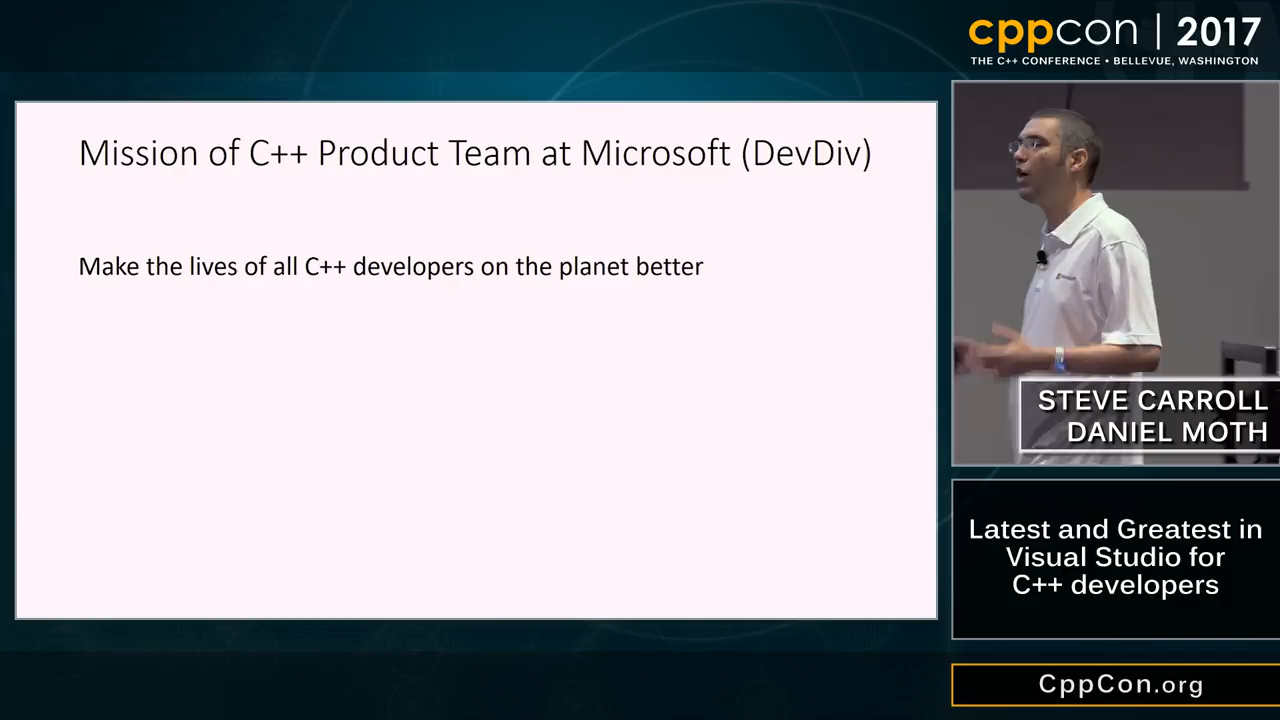 cppcon | 2017
THE C++ CONFERENCE • BELLEVUE, WASHINGTON
Mission of C++ Product Team at Microsoft (DevDiv)
Make the lives of all C++ developers on the planet better
STEVE CARROLL
DANIEL MOTH
Latest and Greatest in
Visual Studio for
C++ developers
CppCon.org